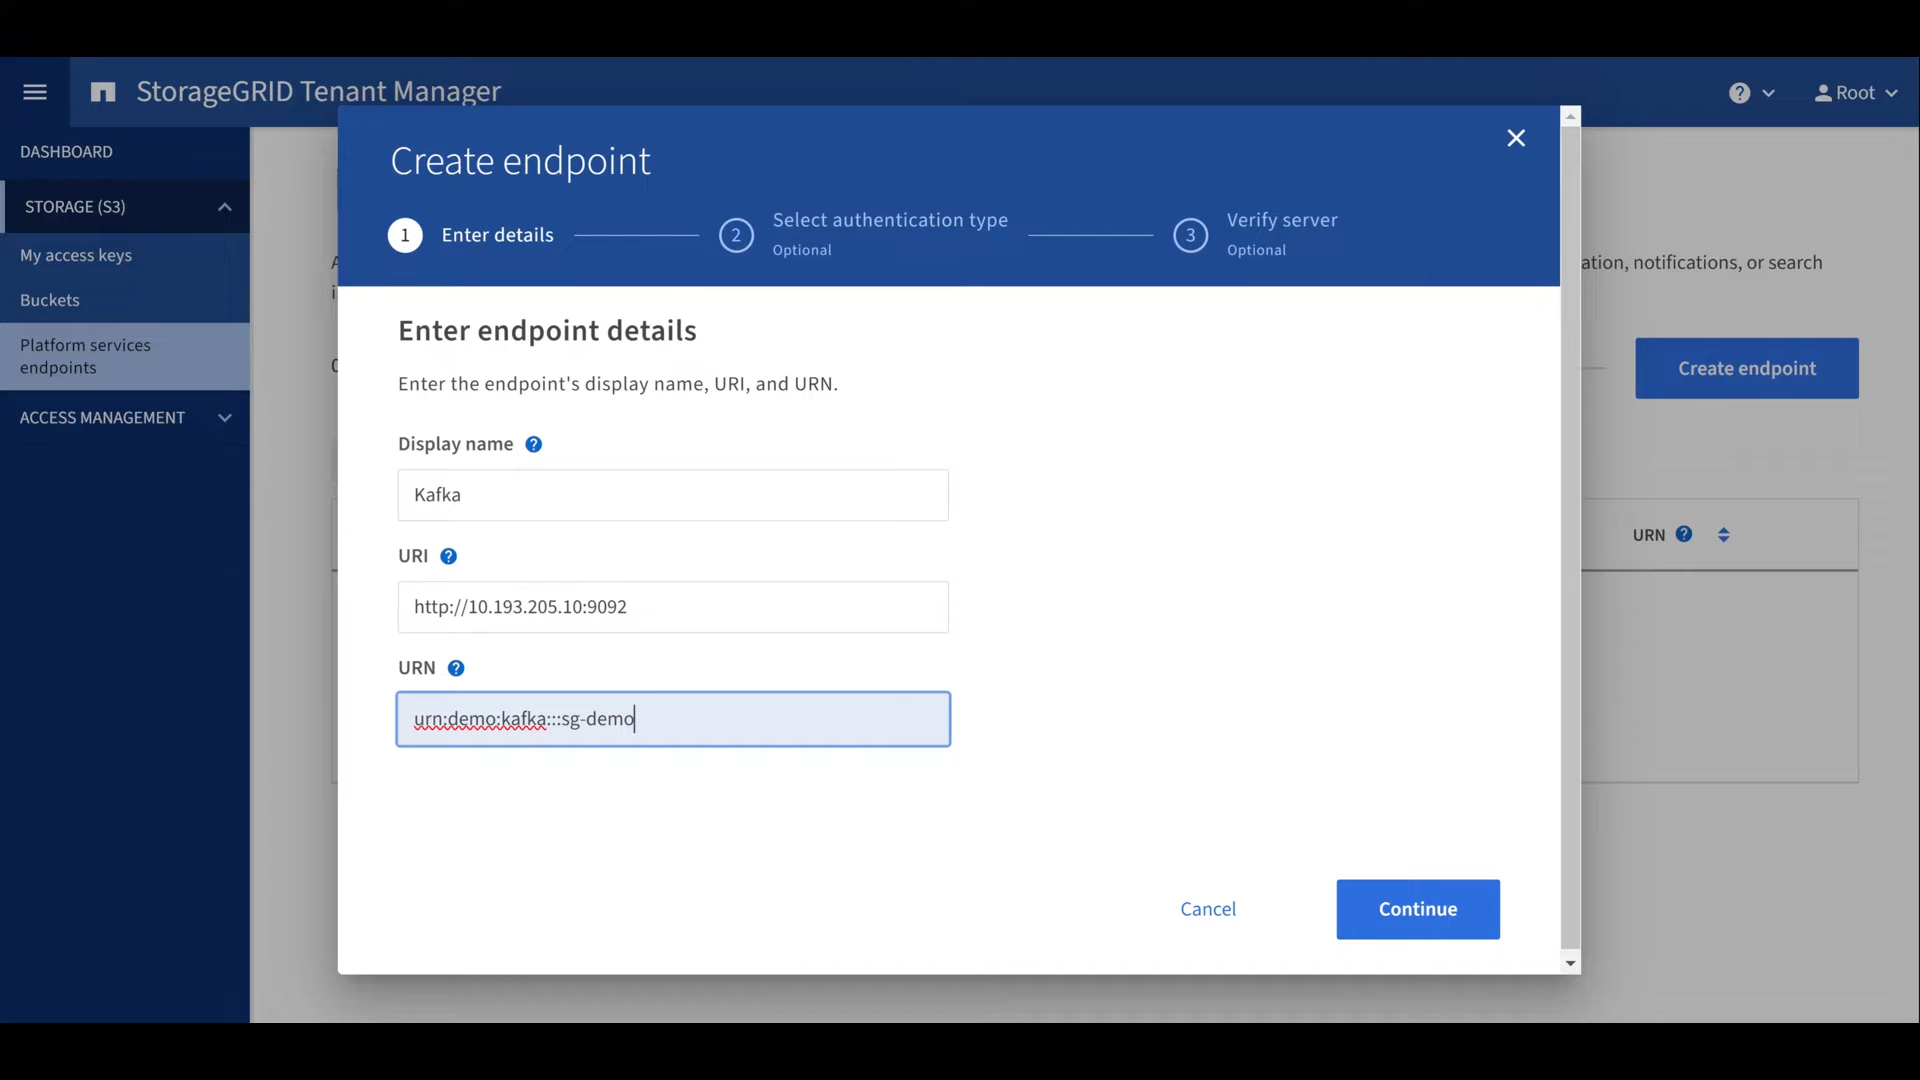 StorageGRID Tenant Manager
?
Root
DASHBOARD
STORAGE (S3)
My access keys
Buckets
Platform services
endpoints
ACCESS MANAGEMENT
Create endpoint
1 Enter details
2 Select authentication type
Optional
3 Verify server
Optional
ation, notifications, or search
Create endpoint
URN ?
Enter endpoint details
Enter the endpoint's display name, URI, and URN.
Display name ?
Kafka
URI ?
http://10.193.205.10:9092
URN ?
urn:demo:kafka:::sg-demo
Cancel
Continue